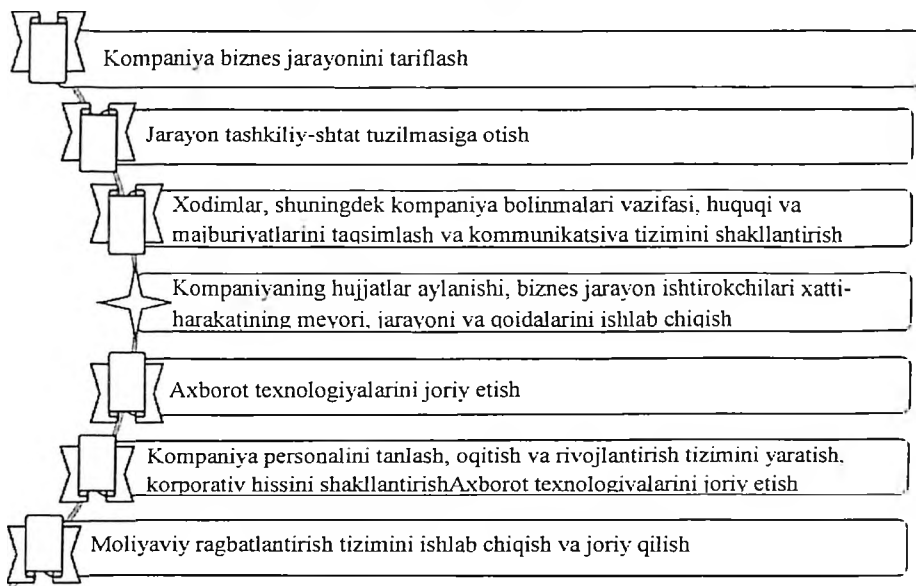 Kompaniya biznes jarayonini tariflash
Jarayon tashkiliy-shtat tuzilmasiga otish
Xodimlar, shuningdek kompaniya bolinmalari vazifasi, huquqi va
majburiyatlarini taqsimlash va kommunikatsiya tizimini shakllantirish
Kompaniyaning hujjatlar aylanishi, biznes jarayon ishtirokchilari xatti-
harakatining meyori, jarayoni va qoidalarini ishlab chiqish
Axborot texnologiyalarini joriy etish
Kompaniya personalini tanlash, oqitish va rivojlantirish tizimini yaratish,
korporativ hissini shakllantirishAxborot texnologiyalarini joriy etish
Moliyaviy ragbatlantirish tizimini ishlab chiqish va joriy qilish